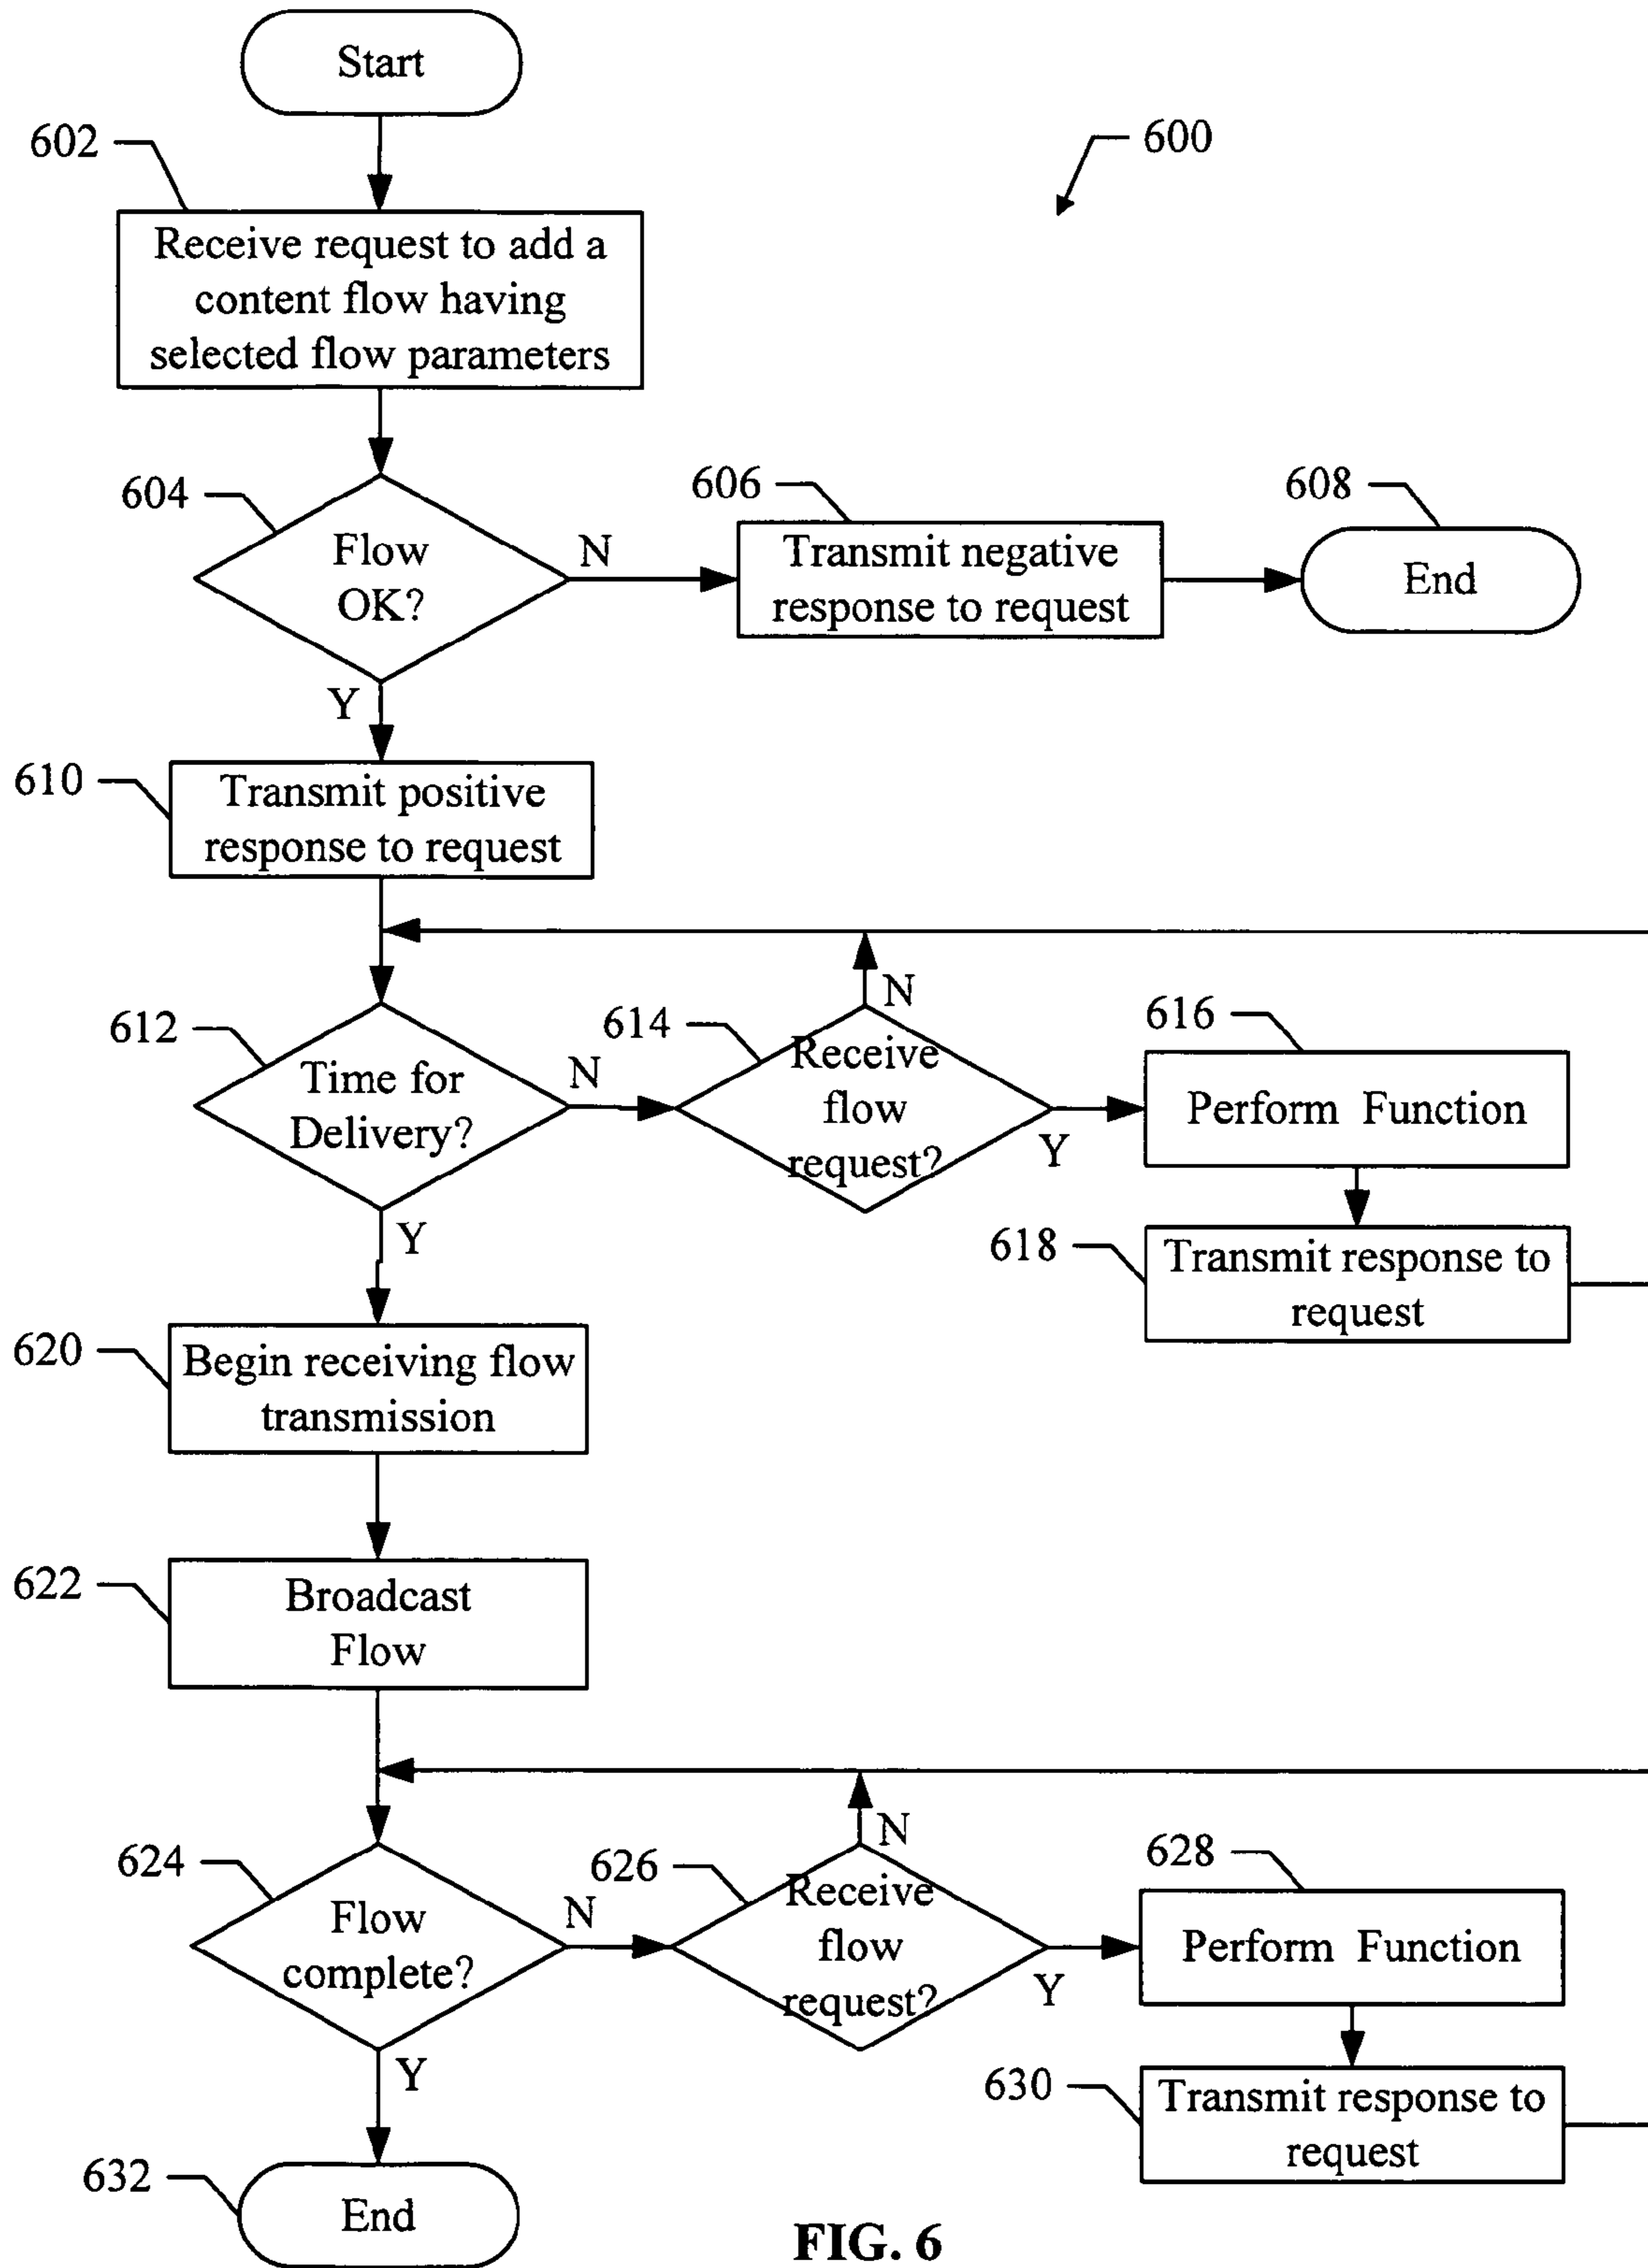 Start
602
600
Receive request to add a
content flow having
selected flow parameters
604
606
608
Flow
OK?
N
Transmit negative
response to request
End
Y
610
Transmit positive
response to request
612
614
616
N
Time for
Delivery?
N
Receive
flow
request?
Y
Perform Function
Y
618
Transmit response to
request
620
Begin receiving flow
transmission
622
Broadcast
Flow
624
626
628
N
Flow
complete?
N
Receive
flow
request?
Y
Perform Function
Y
630
Transmit response to
request
632
End
FIG. 6